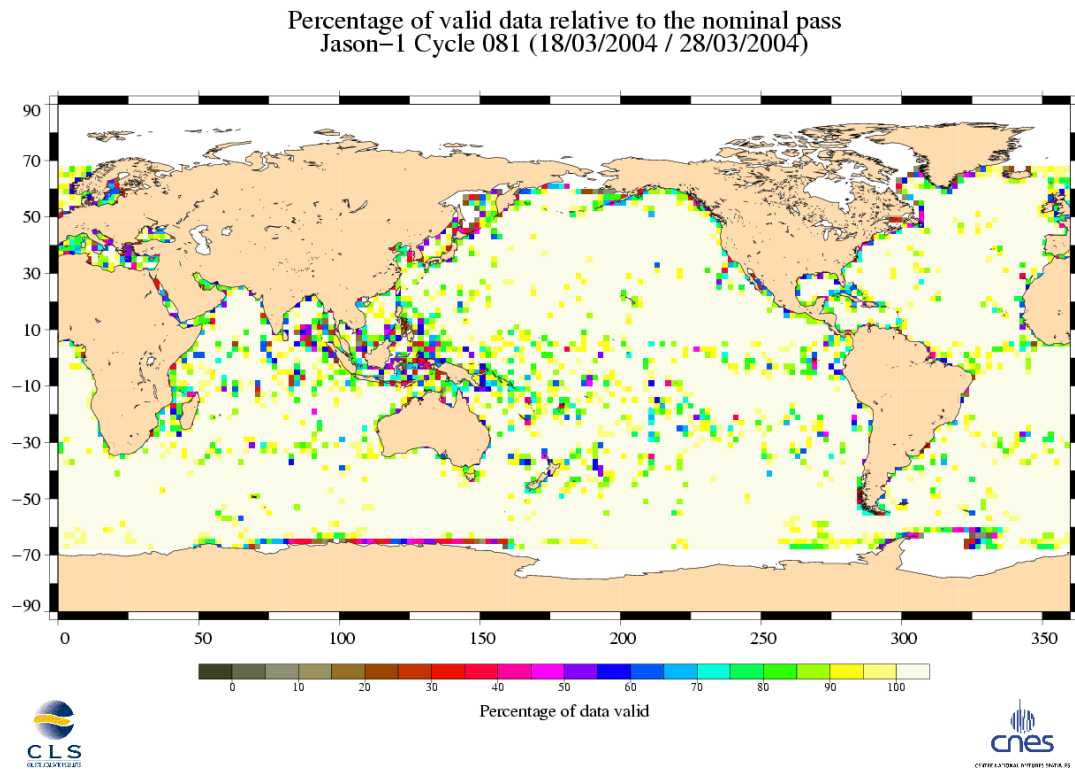 Percentage of valid data relative to the nominal pass
Jason−1 Cycle 081 (18/03/2004 / 28/03/2004)
90
70
50
30
10
−10
−30
−50
−70
−90
0 50 100 150 200 250 300 350
0 10 20 30 40 50 60 70 80 90 100
Percentage of data valid
CLS
cnes